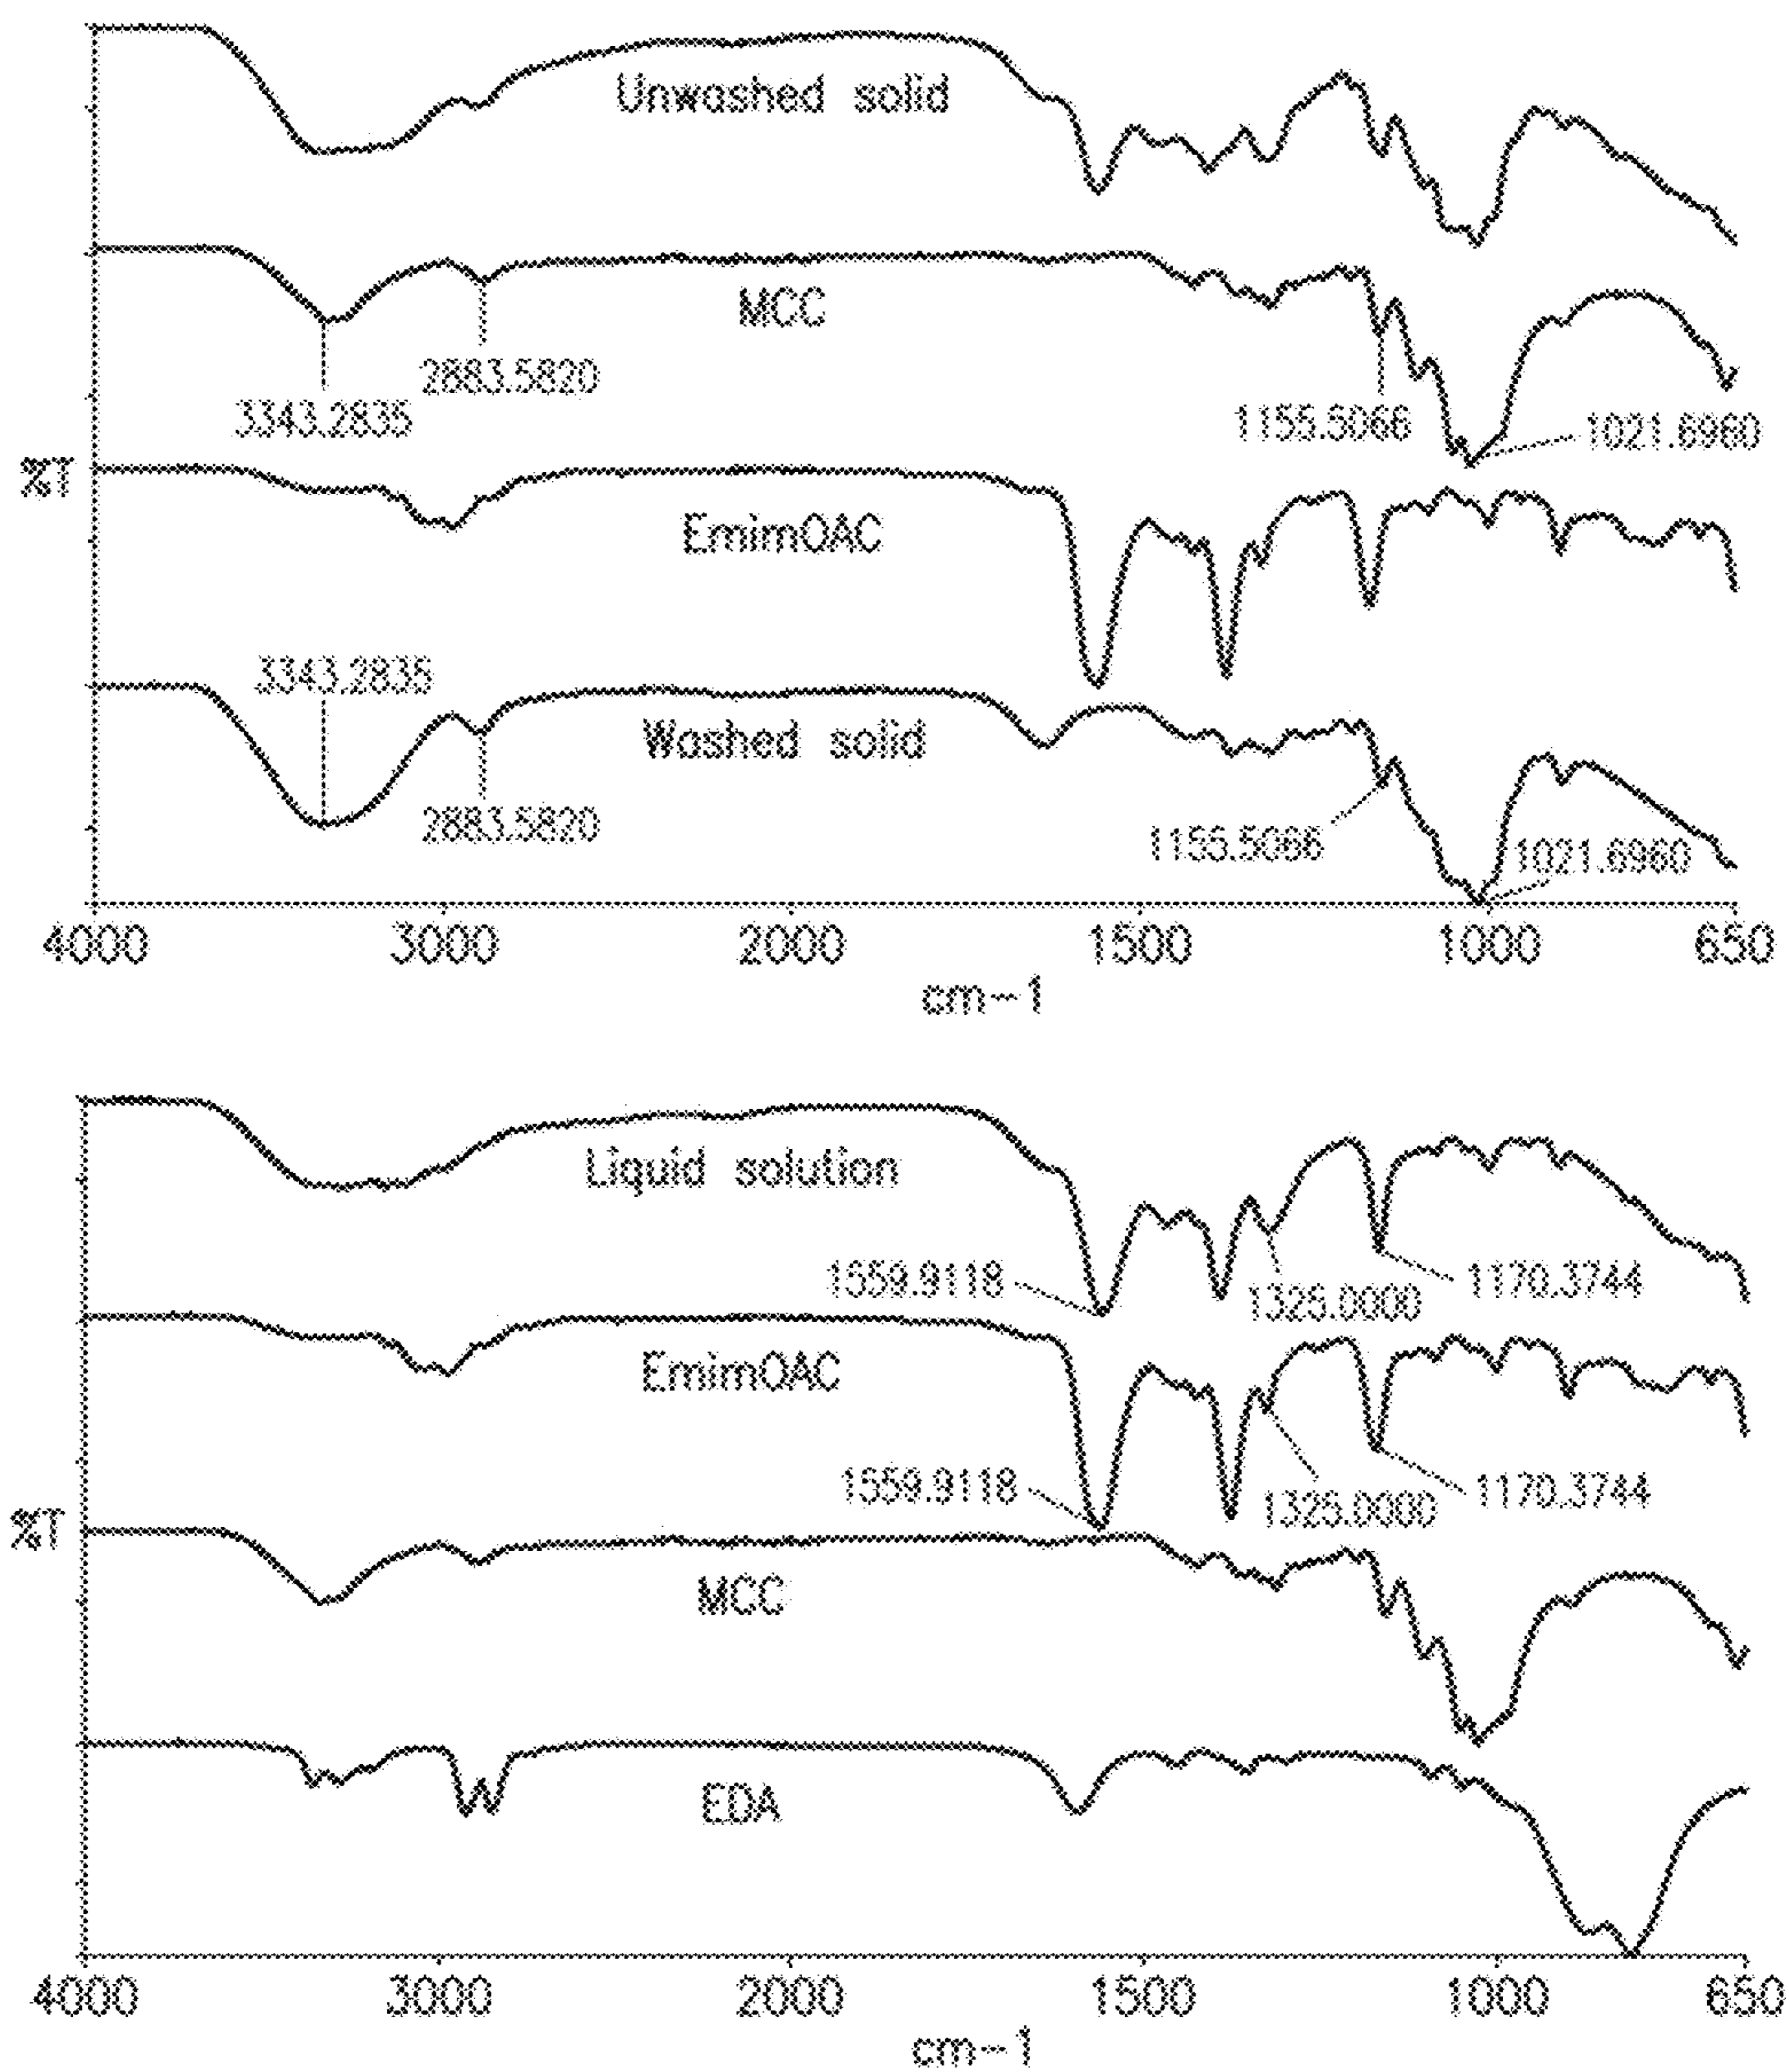 Unwashed solid
MCC
2883.5820
3343.2835
1155.5066
1021.6960
%T
EmimOAC
3343.2835
Washed solid
2883.5820
1155.5066
1021.6960
4000 3000 2000 1500 1000 650
cm-1
Liquid solution
1559.9118
1325.0000
1170.3744
EmimOAC
1559.9118
1325.0000
1170.3744
%T
MCC
EDA
4000 3000 2000 1500 1000 650
cm-1